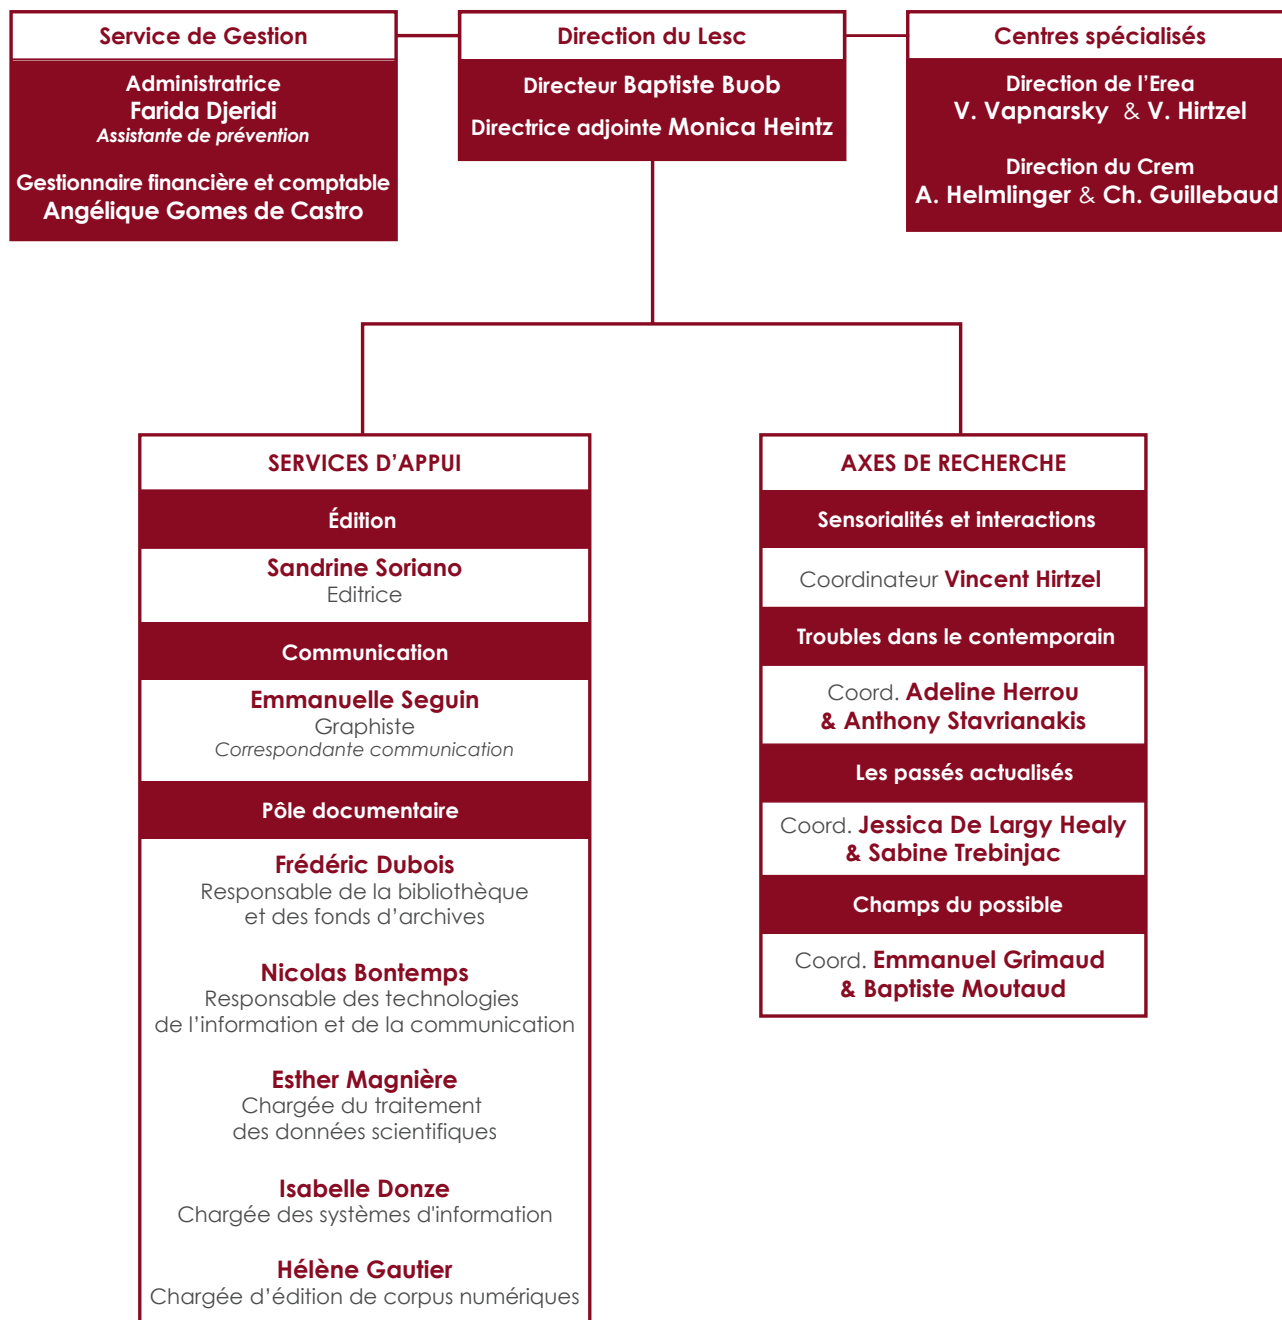 Service de Gestion
Administratrice
Farida Djeridi
Assistante de prévention
Gestionnaire financière et comptable
Angélique Gomes de Castro
Direction du Lesc
Directeur Baptiste Buob
Directrice adjointe Monica Heintz
Centres spécialisés
Direction de l’Erea
V. Vapnarsky & V. Hirtzel
Direction du Crem
A. Helmlinger & Ch. Guillebaud
SERVICES D’APPUI
Édition
Sandrine Soriano
Editrice
Communication
Emmanuelle Seguin
Graphiste
Correspondante communication
Pôle documentaire
Frédéric Dubois
Responsable de la bibliothèque
et des fonds d’archives
Nicolas Bontemps
Responsable des technologies
de l’information et de la communication
Esther Magnière
Chargée du traitement
des données scientifiques
Isabelle Donze
Chargée des systèmes d'information
Hélène Gautier
Chargée d’édition de corpus numériques
AXES DE RECHERCHE
Sensorialités et interactions
Coordinateur Vincent Hirtzel
Troubles dans le contemporain
Coord. Adeline Herrou
& Anthony Stavrianakis
Les passés actualisés
Coord. Jessica De Largy Healy
& Sabine Trebinjac
Champs du possible
Coord. Emmanuel Grimaud
& Baptiste Moutaud